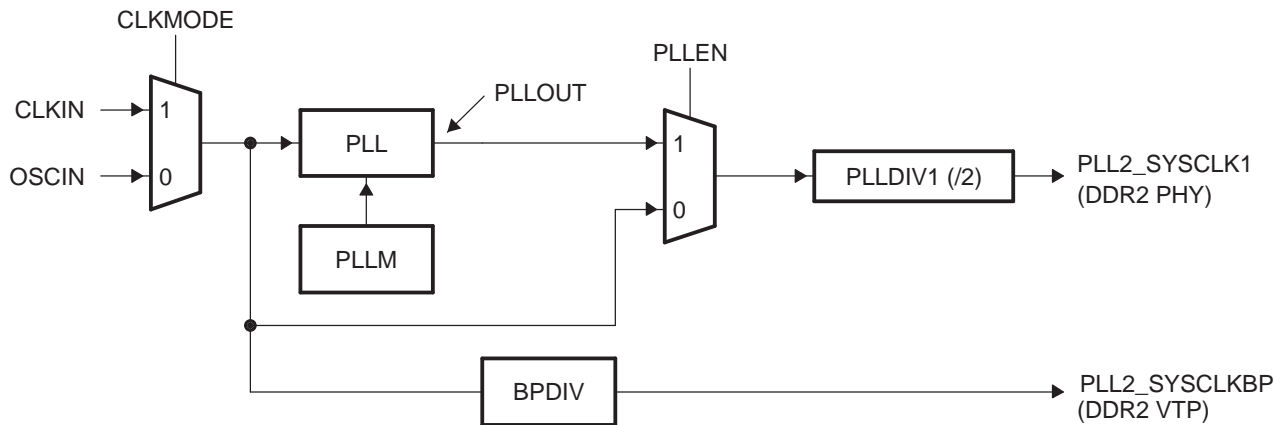 CLKMODE
CLKIN
1
OSCIN
0
PLL
PLLM
PLLOUT
PLLEN
1
0
PLLDIV1 (/2)
PLL2_SYSCLK1
(DDR2 PHY)
BPDIV
PLL2_SYSCLKBP
(DDR2 VTP)